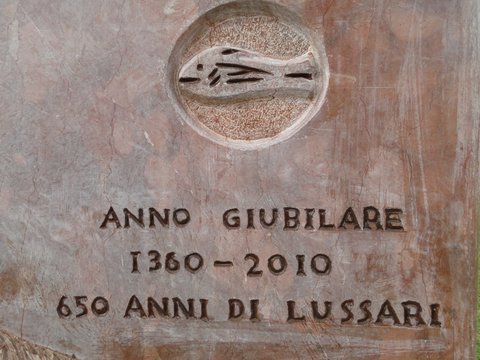 ANNO GIUBILARE
1360-2010
650 ANNI DI LUSSARI